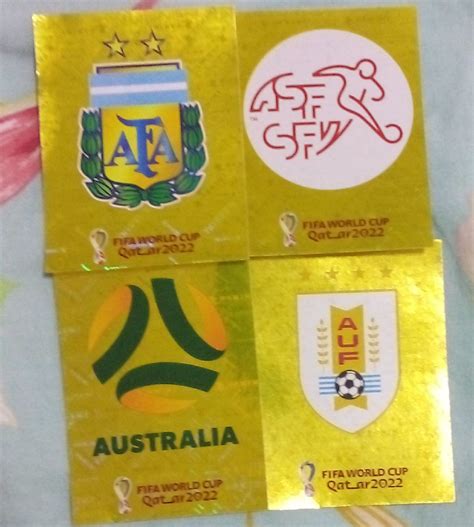 AFA
FIFA WORLD CUP
Qatar2022
ASF
SFV
™
FIFA WORLD CUP
Qatar2022
AUSTRALIA
FIFA WORLD CUP
Qatar2022
AUF
FIFA WORLD CUP
Qatar2022